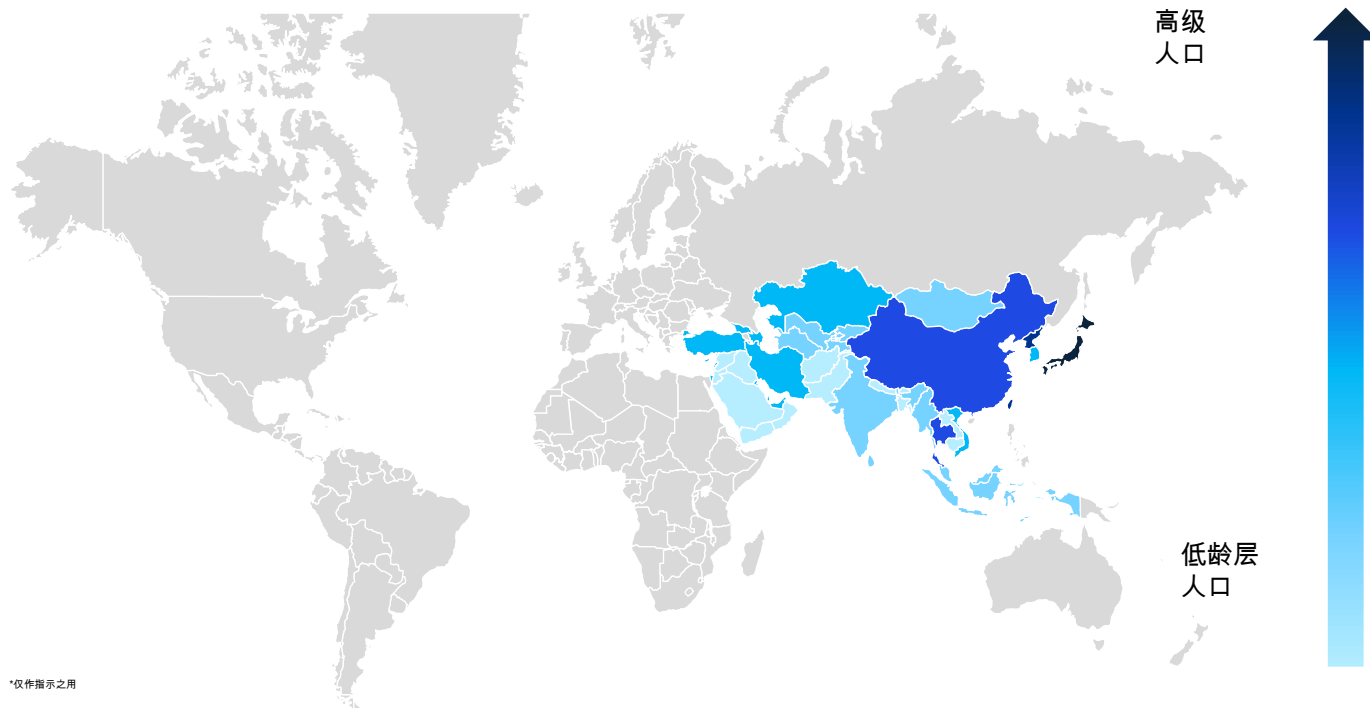 高级
人口
低龄层
人口
*仅作指示之用